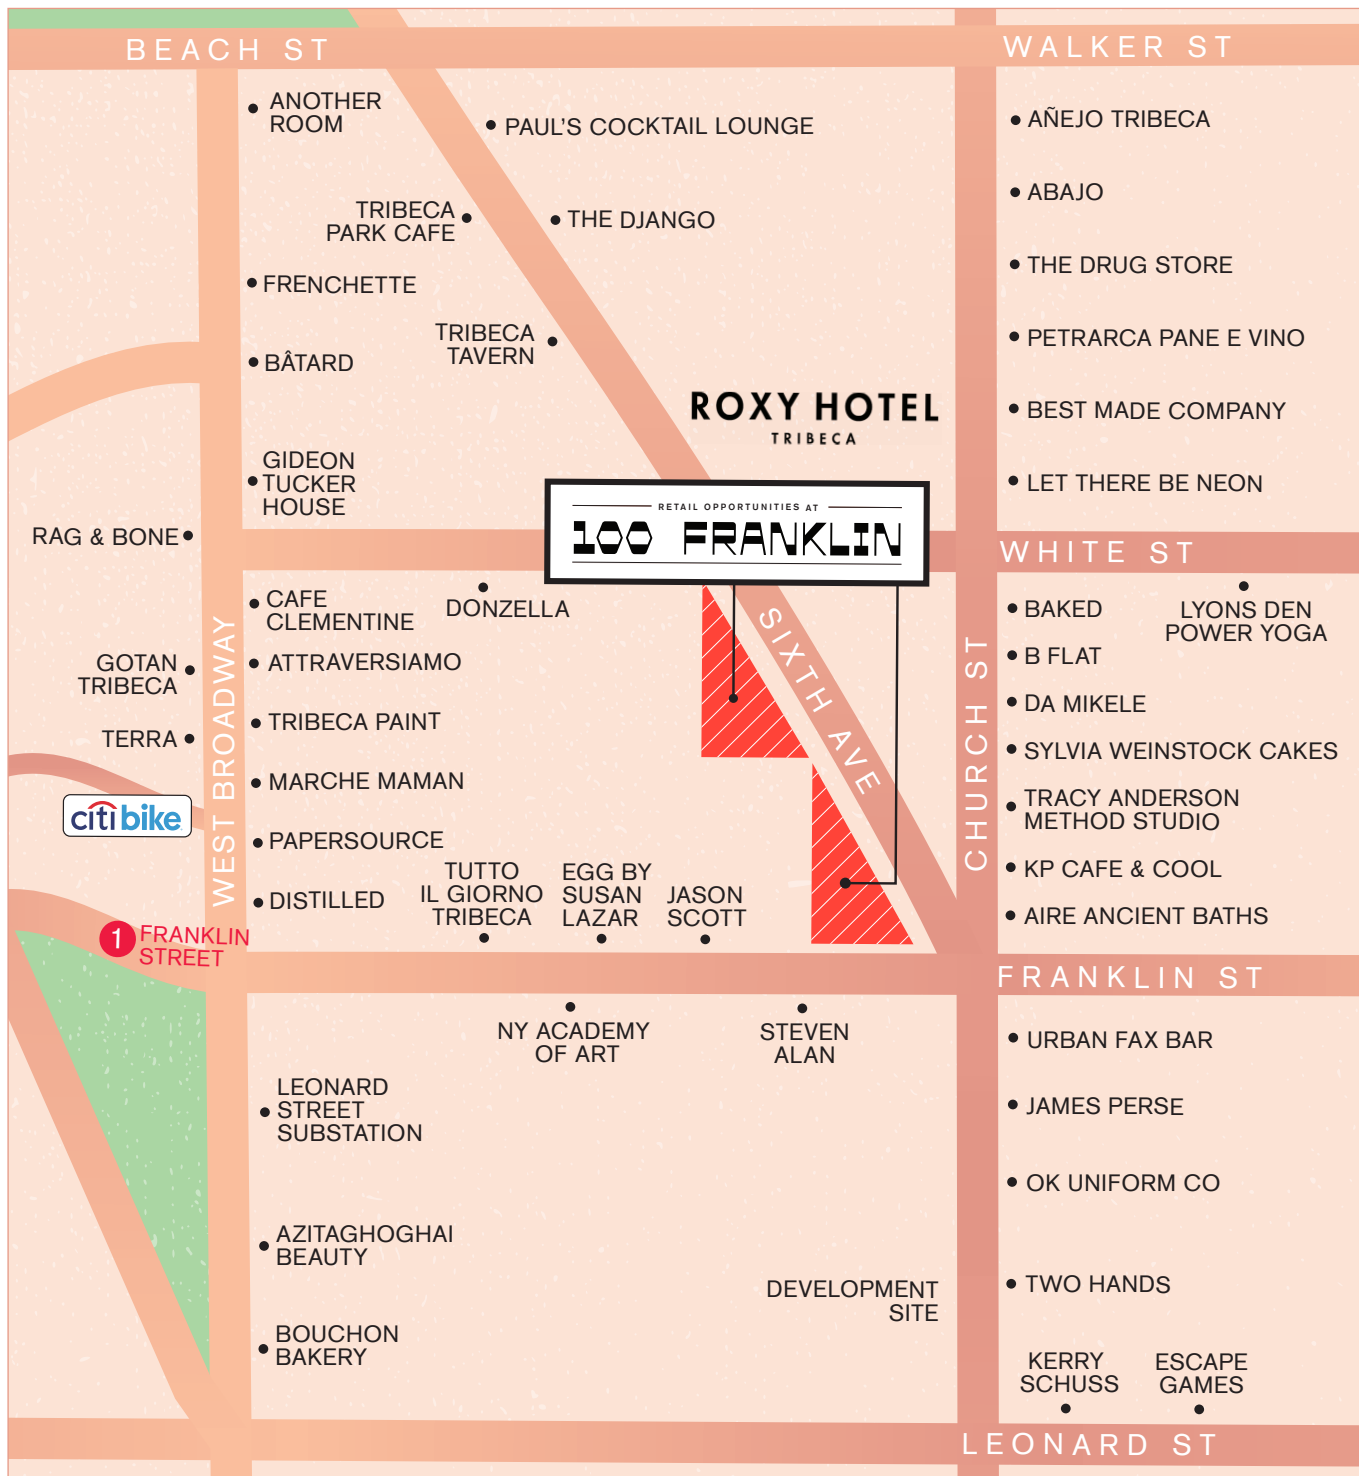 BEACH ST
WALKER ST
ANOTHER
ROOM
PAUL'S COCKTAIL LOUNGE
AÑEJO TRIBECA
ABAJO
TRIBECA
PARK CAFE
THE DJANGO
THE DRUG STORE
FRENCHETTE
TRIBECA
TAVERN
PETRARCA PANE E VINO
BÂTARD
ROXY HOTEL
TRIBECA
BEST MADE COMPANY
GIDEON
TUCKER
HOUSE
LET THERE BE NEON
RETAIL OPPORTUNITIES AT
100 FRANKLIN
RAG & BONE
WHITE ST
CAFE
CLEMENTINE
DONZELLA
BAKED
LYONS DEN
POWER YOGA
SIXTH AVE
WEST BROADWAY
CHURCH ST
GOTAN
TRIBECA
ATTRAVERSIAMO
B FLAT
TERRA
TRIBECA PAINT
DA MIKELE
SYLVIA WEINSTOCK CAKES
MARCHE MAMAN
citi bike
TRACY ANDERSON
METHOD STUDIO
PAPERSOURCE
KP CAFE & COOL
DISTILLED
TUTTO
IL GIORNO
TRIBECA
EGG BY
SUSAN
LAZAR
JASON
SCOTT
AIRE ANCIENT BATHS
1 FRANKLIN
STREET
FRANKLIN ST
NY ACADEMY
OF ART
STEVEN
ALAN
URBAN FAX BAR
LEONARD
STREET
SUBSTATION
JAMES PERSE
OK UNIFORM CO
AZITAGHOGHAI
BEAUTY
DEVELOPMENT
SITE
TWO HANDS
BOUCHON
BAKERY
KERRY
SCHUSS
ESCAPE
GAMES
LEONARD ST